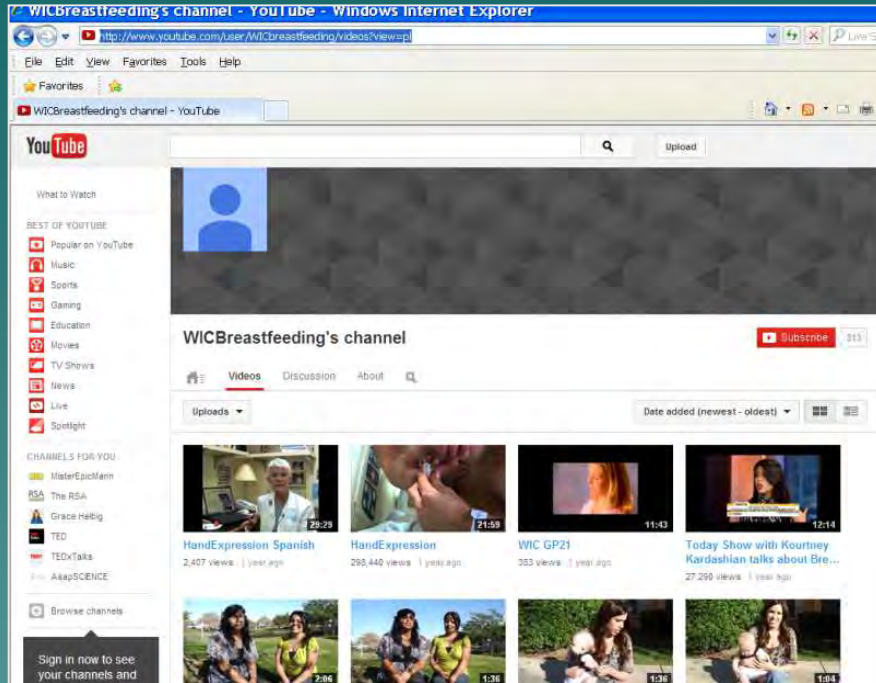 WICBreastfeeding's channel - YouTube - Windows Internet Explorer
http://www.youtube.com/user/WICbreastfeeding/videos?view=pl
Live S
File Edit View Favorites Tools Help
Favorites
WICBreastfeeding's channel - YouTube
YouTube
Upload
What to Watch
BEST OF YOUTUBE
Popular on YouTube
Music
Sports
Gaming
Education
Movies
TV Shows
News
Live
Spotlight
CHANNELS FOR YOU
MisterEpicMann
RSA The RSA
Grace Helbig
TED
TEDxTalks
AsapSCIENCE
Browse channels
Sign in now to see
your channels and
WICBreastfeeding's channel
Subscribe 313
Videos Discussion About
Uploads
Date added (newest - oldest)
29:29 21:59 11:43 12:14
HandExpression Spanish
2,407 views 1 year ago
HandExpression
298,440 views 1 year ago
WIC GP21
353 views 1 year ago
Today Show with Kourtney
Kardashian talks about Bre...
27,290 views 1 year ago
2:06 1:36 1:36 1:04